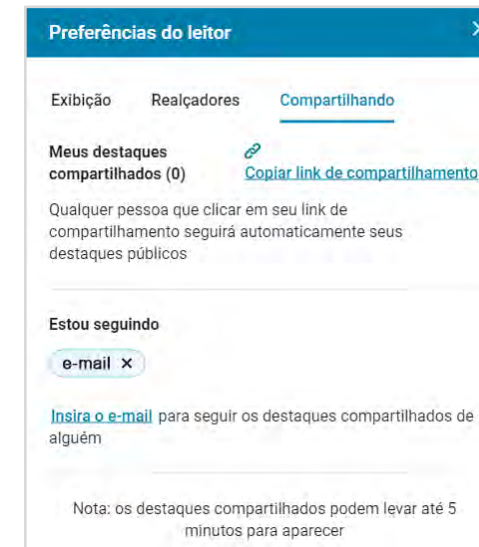 Preferências do leitor
Exibição Realçadores Compartilhando
Meus destaques
compartilhados (0)
Copiar link de compartilhamento
Qualquer pessoa que clicar em seu link de
compartilhamento seguirá automaticamente seus
destaques públicos
Estou seguindo
e-mail ×
Insira o e-mail para seguir os destaques compartilhados de
alguém
Nota: os destaques compartilhados podem levar até 5
minutos para aparecer